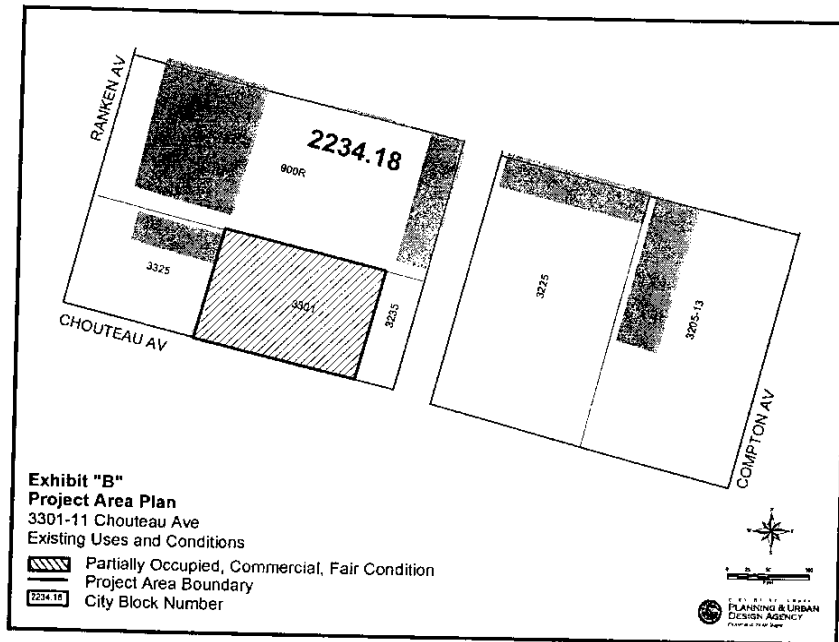 RANKEN AV
2234.18
900R
3325
3301
3235
3225
3205-13
CHOUTEAU AV
COMPTON AV
Exhibit "B"
Project Area Plan
3301-11 Chouteau Ave
Existing Uses and Conditions
Partially Occupied, Commercial, Fair Condition
Project Area Boundary
2234.18 City Block Number
PLANNING & URBAN
DESIGN AGENCY